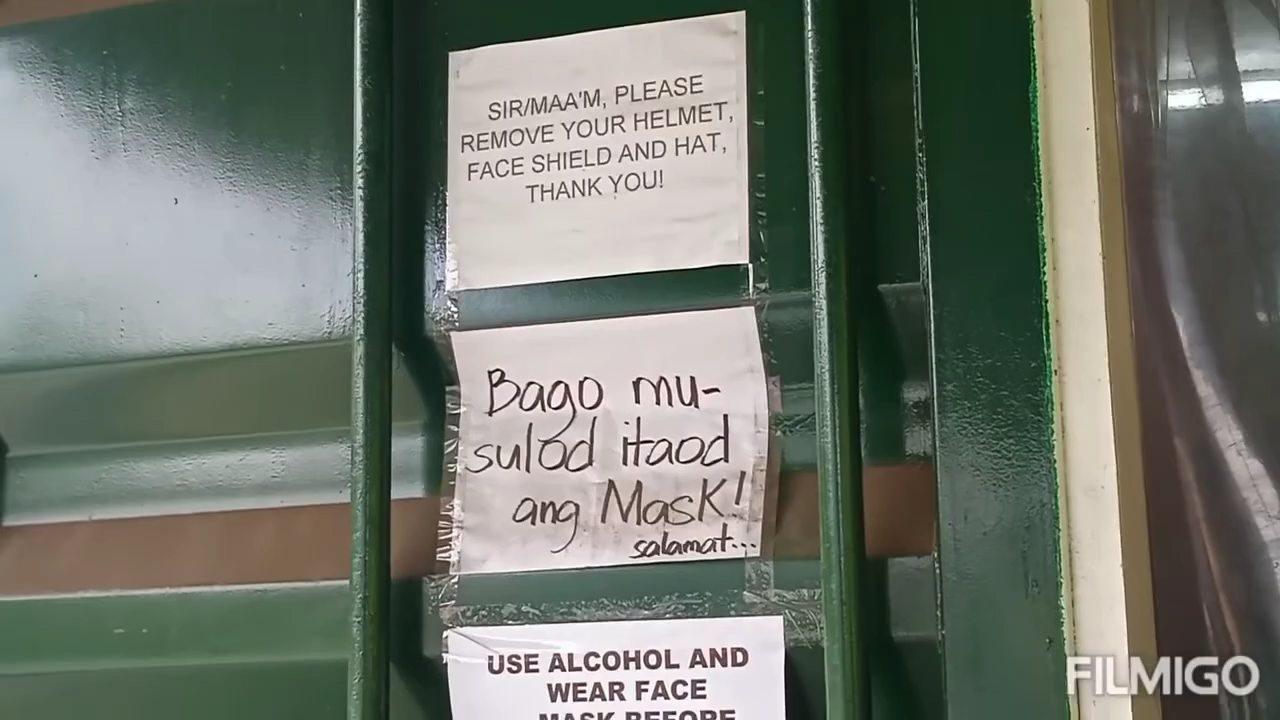 SIR/MAA'M, PLEASE
REMOVE YOUR HELMET,
FACE SHIELD AND HAT,
THANK YOU!
Bago mu-
sulod itaod
ang Mask!
salamat...
USE ALCOHOL AND
WEAR FACE
MASK BEFORE
FILMIGO